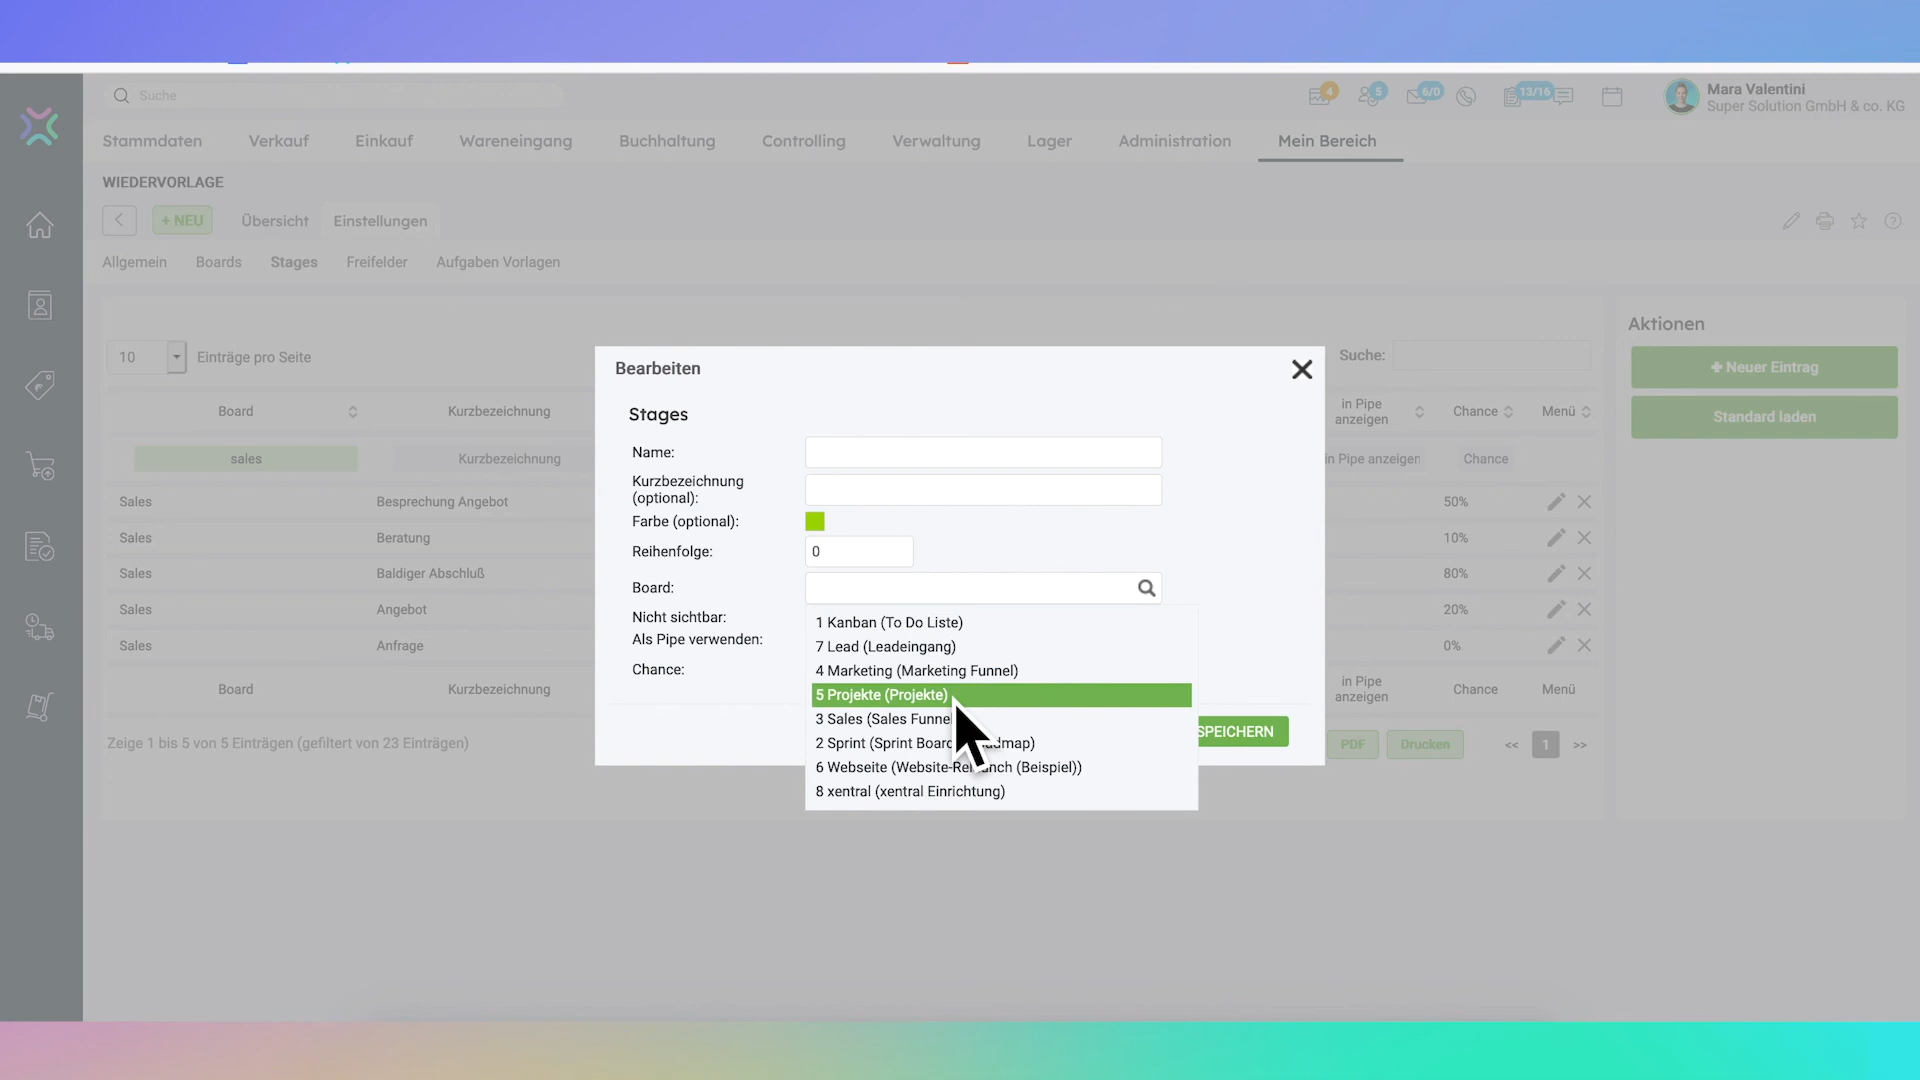 Suche
4
5
6/0
13/16
Mara Valentini
Super Solution GmbH & co. KG
Stammdaten Verkauf Einkauf Wareneingang Buchhaltung Controlling Verwaltung Lager Administration Mein Bereich
WIEDERVORLAGE
+ NEU Übersicht Einstellungen
Allgemein Boards Stages Freifelder Aufgaben Vorlagen
10 Einträge pro Seite
Suche:
Board Kurzbezeichnung in Pipe anzeigen Chance Menü
sales Kurzbezeichnung in Pipe anzeigen Chance
Sales Besprechung Angebot 50%
Sales Beratung 10%
Sales Baldiger Abschluß 80%
Sales Angebot 20%
Sales Anfrage 0%
Board Kurzbezeichnung in Pipe anzeigen Chance Menü
Zeige 1 bis 5 von 5 Einträgen (gefiltert von 23 Einträgen)
PDF Drucken << 1 >>
Aktionen
+ Neuer Eintrag
Standard laden
Bearbeiten
Stages
Name:
Kurzbezeichnung
(optional):
Farbe (optional):
Reihenfolge: 0
Board:
Nicht sichtbar:
Als Pipe verwenden:
Chance:
1 Kanban (To Do Liste)
7 Lead (Leadeingang)
4 Marketing (Marketing Funnel)
5 Projekte (Projekte)
3 Sales (Sales Funnel
2 Sprint (Sprint Board
6 Webseite (Website- (Beispiel))
8 xentral (xentral Einrichtung)
SPEICHERN